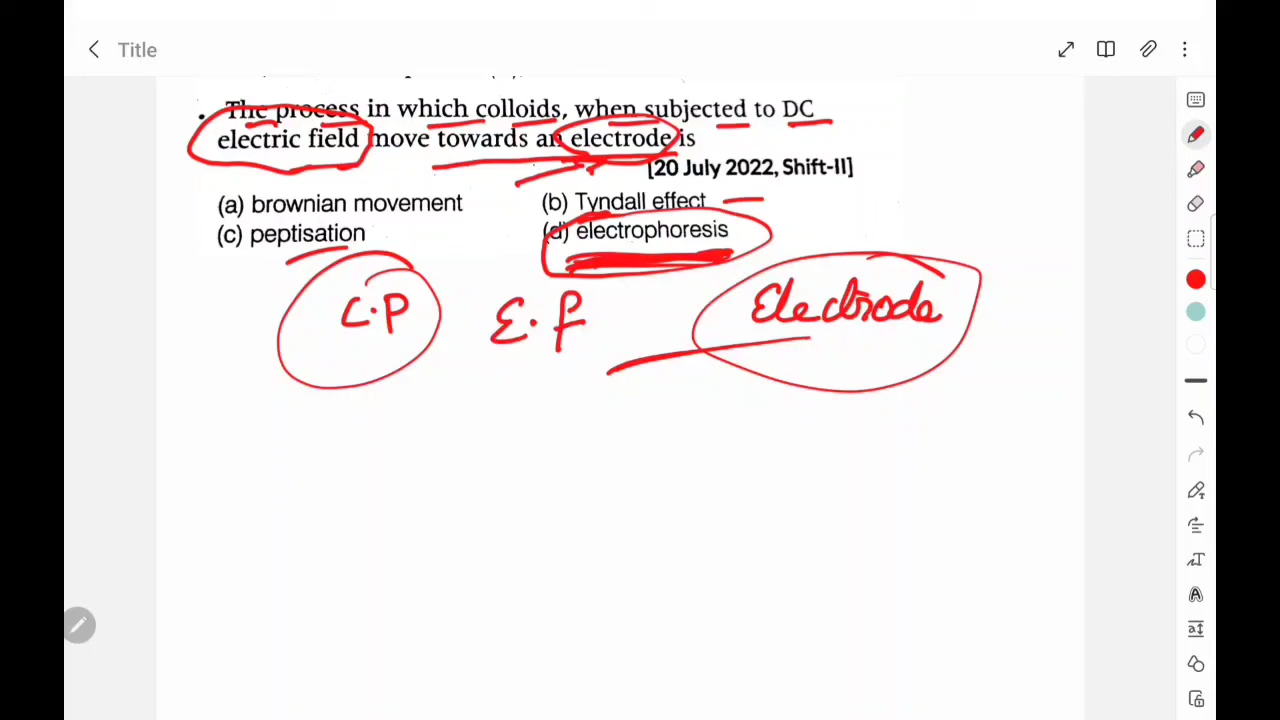 Title
. The process in which colloids, when subjected to DC
electric field move towards an electrode is
[20 July 2022, Shift-II]
(a) brownian movement (b) Tyndall effect
(c) peptisation (d) electrophoresis
C.P E.f Electrode